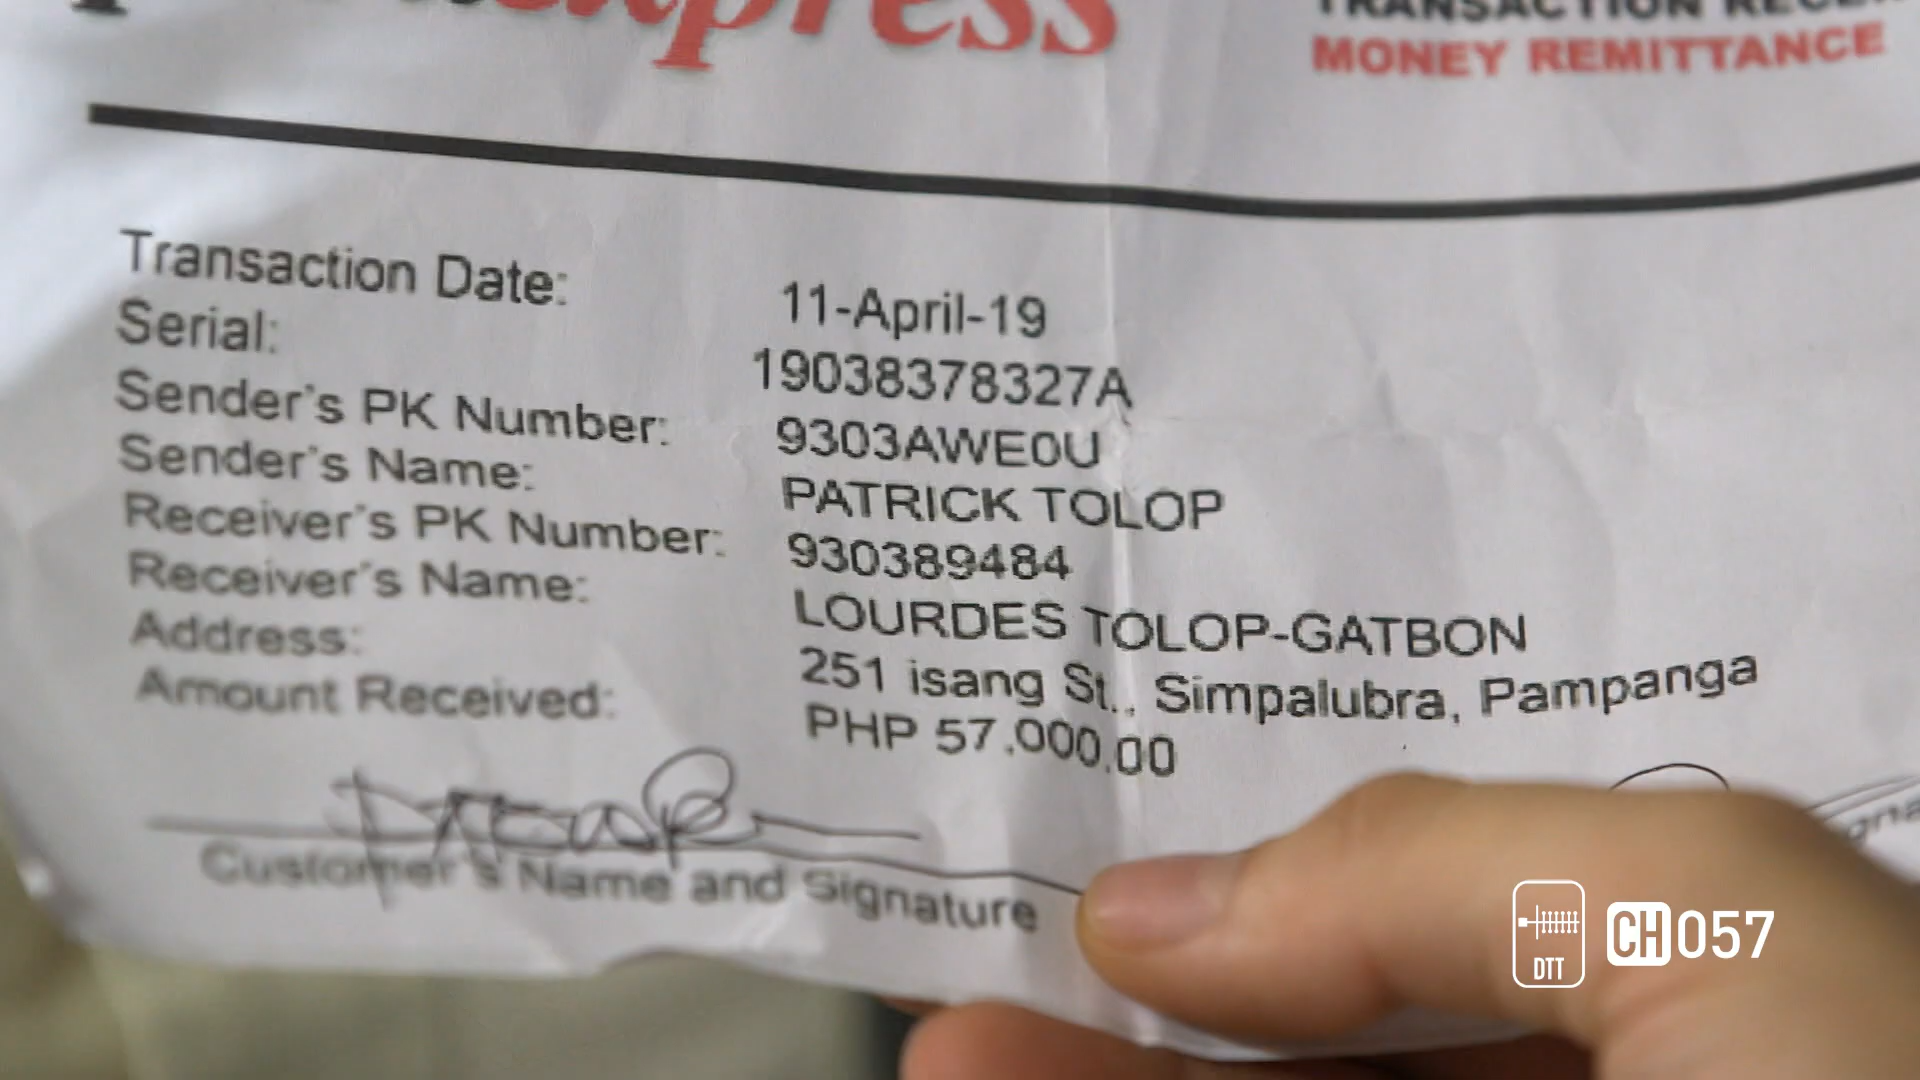 express
TRANSACTION
MONEY REMITTANCE
Transaction Date: 11-April-19
Serial: 19038378327A
Sender's PK Number: 9303AWE0U
Sender's Name: PATRICK TOLOP
Receiver's PK Number: 930389484
Receiver's Name: LOURDES TOLOP-GATBON
Address: 251 isang St., Simpalubra, Pampanga
Amount Received: PHP 57,000.00
Customer's Name and Signature
DTT CH057